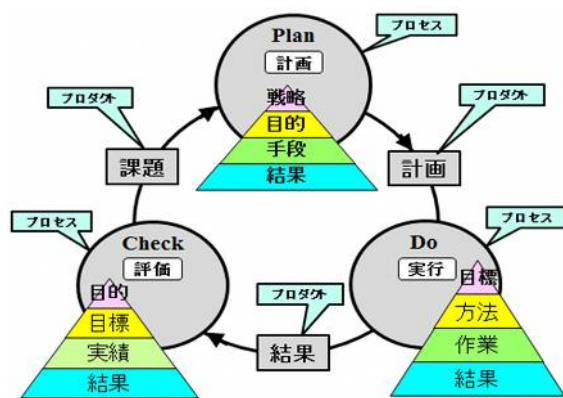 Plan
計画
戦略
目的
手段
結果
プロセス
プロダクト
課題
プロダクト
計画
プロセス
Check
評価
目的
目標
実績
結果
プロダクト
結果
プロセス
Do
実行
目標
方法
作業
結果